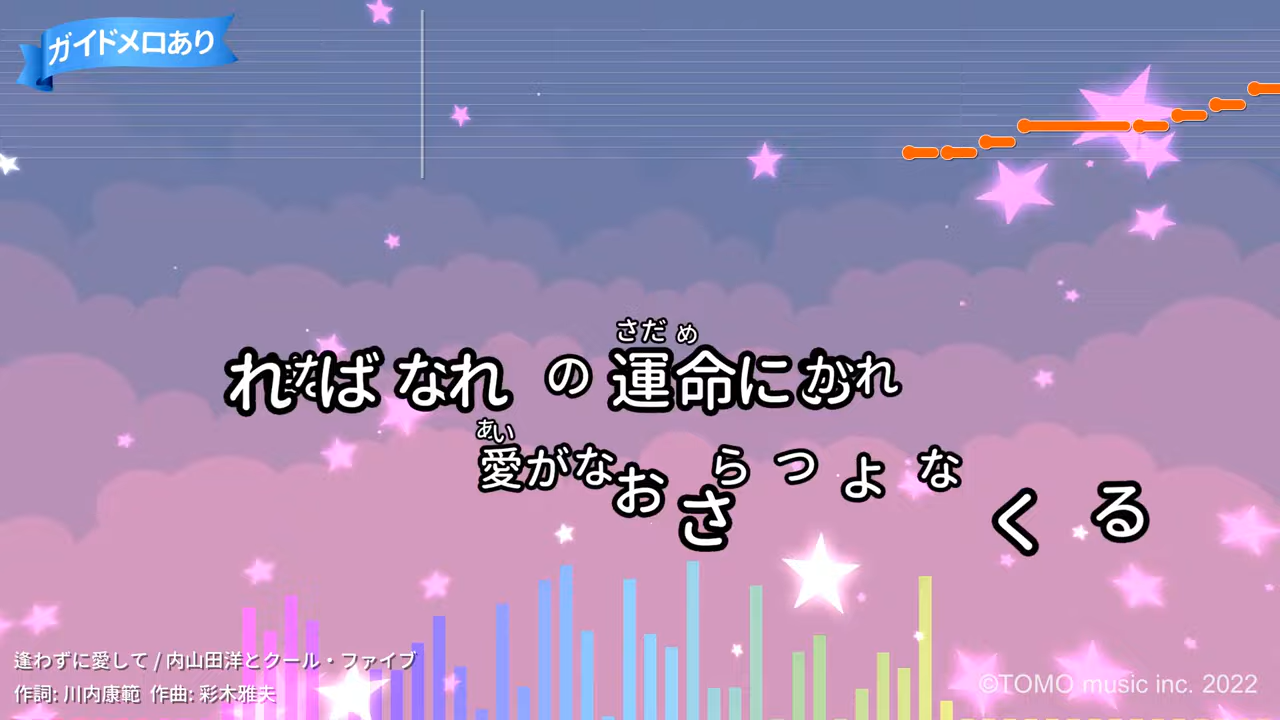 ガイドメロあり
さだめ
ればなれの運命にかれ
あい
愛がなおさらつよくなる
逢わずに愛して / 内山田洋とクール・ファイブ
作詞: 川内康範 作曲: 彩木雅夫
©TOMO music inc. 2022